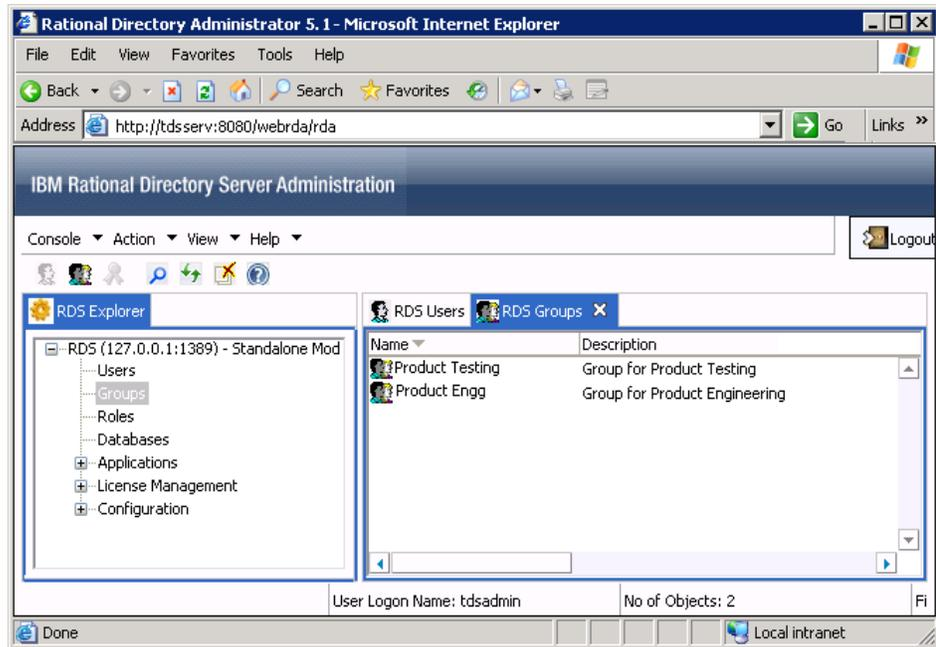 Rational Directory Administrator 5.1 - Microsoft Internet Explorer
File Edit View Favorites Tools Help
Back Search Favorites
Address http://tdsserv:8080/webrda/rda Go Links »
IBM Rational Directory Server Administration
Console Action View Help Logout
RDS Explorer
RDS (127.0.0.1:1389) - Standalone Mod
Users
Groups
Roles
Databases
Applications
License Management
Configuration
RDS Users RDS Groups X
Name Description
Product Testing Group for Product Testing
Product Engg Group for Product Engineering
User Logon Name: tdsadmin No of Objects: 2 Fi
Done Local intranet